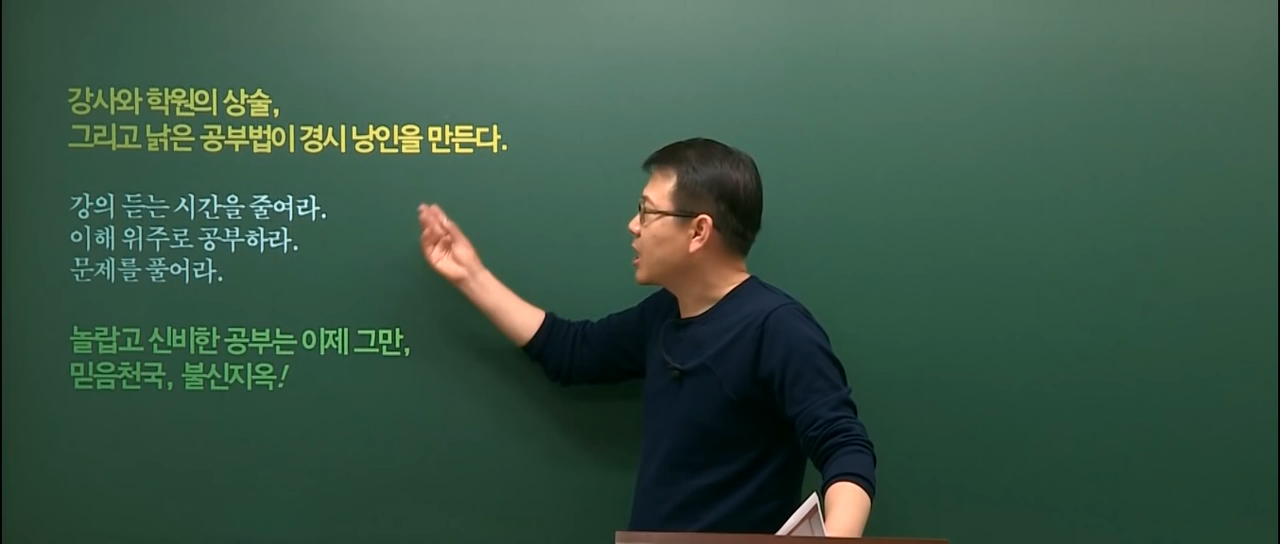 강사와 학원의 상술,
그리고 낡은 공부법이 경시 낭인을 만든다.
강의 듣는 시간을 줄여라.
이해 위주로 공부하라.
문제를 풀어라.
놀랍고 신비한 공부는 이제 그만,
믿음천국, 불신지옥!